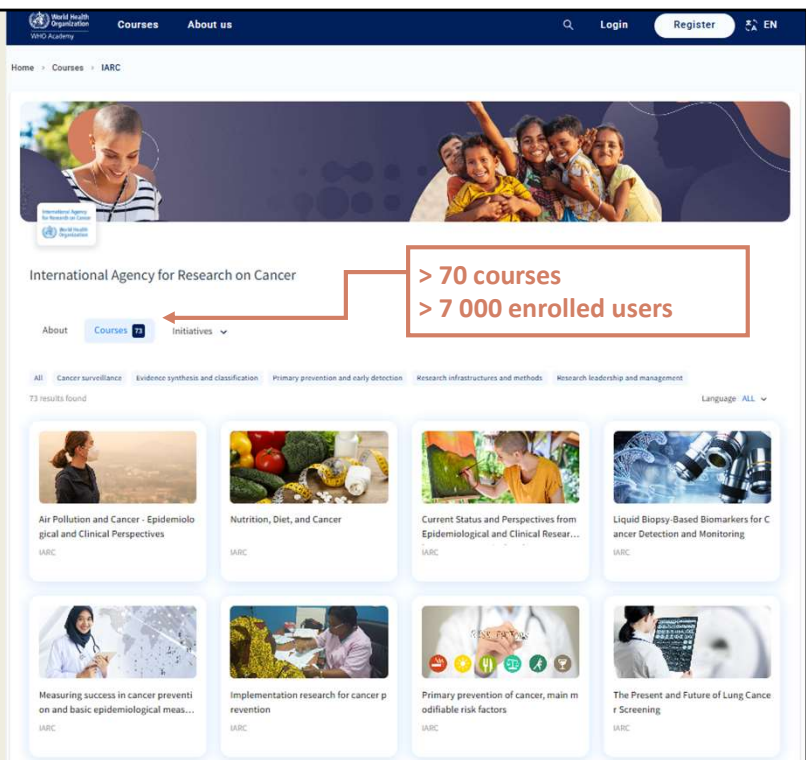 World Health
Organization
WHO Academy
Courses
About us
Login
Register
EN
Home › Courses › IARC
International Agency
for Research on Cancer
World Health
Organization
International Agency for Research on Cancer
> 70 courses
> 7 000 enrolled users
About
Courses 73
Initiatives
All
Cancer surveillance
Evidence synthesis and classification
Primary prevention and early detection
Research infrastructures and methods
Research leadership and management
73 results found
Language ALL
Air Pollution and Cancer - Epidemiolo
gical and Clinical Perspectives
IARC
Nutrition, Diet, and Cancer
IARC
Current Status and Perspectives from
Epidemiological and Clinical Resear...
IARC
Liquid Biopsy-Based Biomarkers for C
ancer Detection and Monitoring
IARC
RISK FACTORS
Measuring success in cancer preventi
on and basic epidemiological meas...
IARC
Implementation research for cancer p
revention
IARC
Primary prevention of cancer, main m
odifiable risk factors
IARC
The Present and Future of Lung Cance
r Screening
IARC